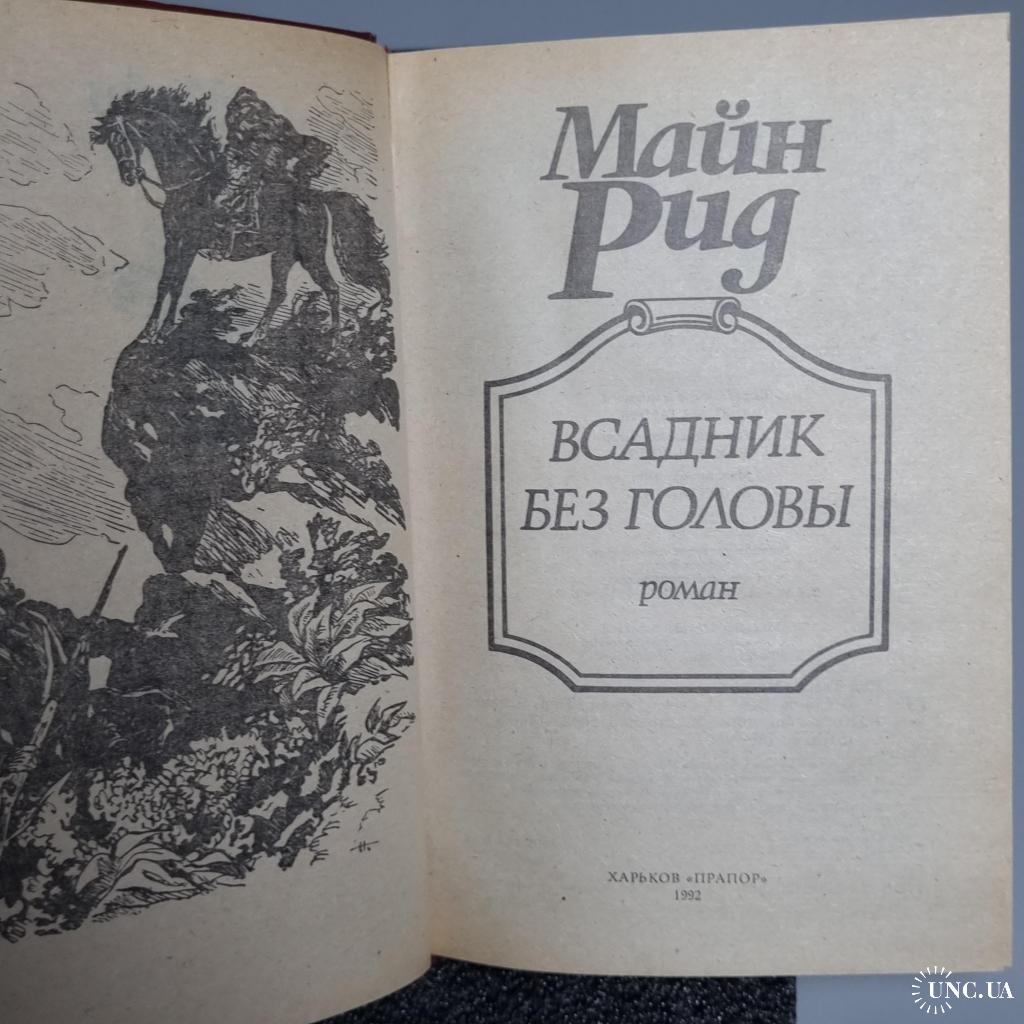 Майн
Рид
ВСАДНИК
БЕЗ ГОЛОВЫ
роман
ХАРЬКОВ «ПРАПОР»
1992
UNC.UA